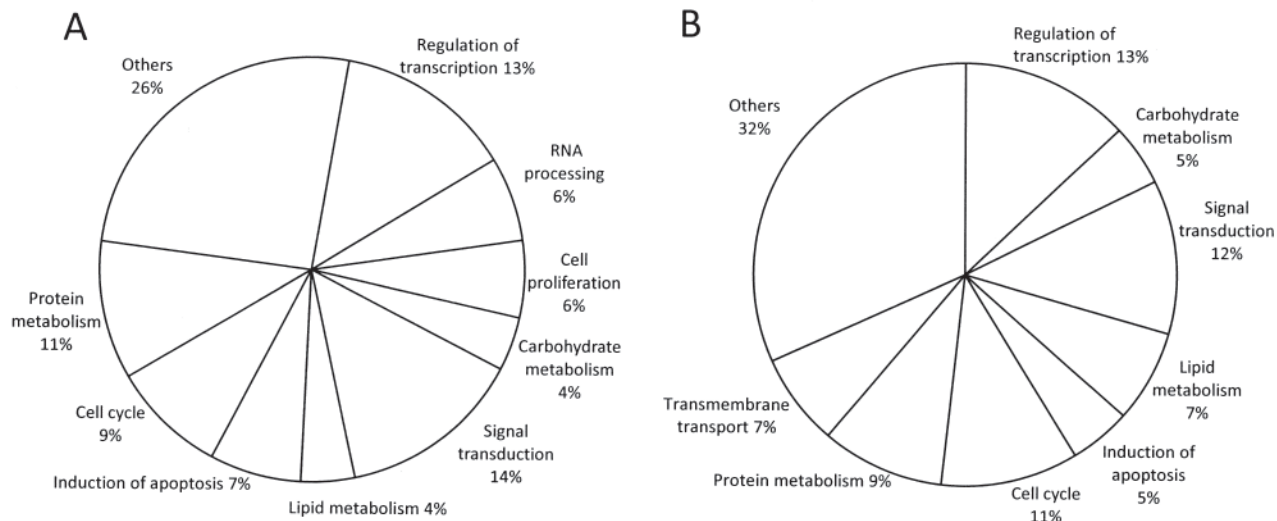 A
Others
26%
Regulation of
transcription 13%
RNA
processing
6%
Cell
proliferation
6%
Carbohydrate
metabolism
4%
Signal
transduction
14%
Lipid metabolism 4%
Induction of apoptosis 7%
Cell cycle
9%
Protein
metabolism
11%
B
Others
32%
Regulation of
transcription 13%
Carbohydrate
metabolism
5%
Signal
transduction
12%
Lipid
metabolism
7%
Induction of
apoptosis
5%
Cell cycle
11%
Protein metabolism 9%
Transmembrane
transport 7%